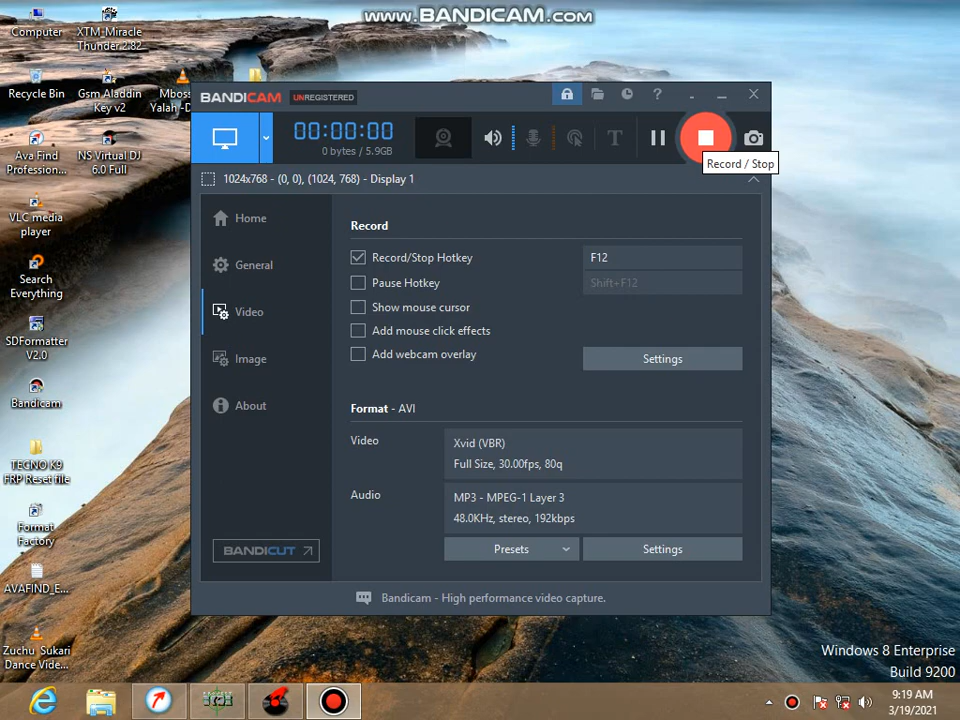 www.BANDICAM.com
Computer
XTM-Miracle
Thunder 2.82
Recycle Bin
Gsm Aladdin
Key v2
Mboss
Yalah -D
Ava Find
Profession...
NS Virtual DJ
6.0 Full
VLC media
player
Search
Everything
SDFormatter
V2.0
Bandicam
TECNO K9
FRP Reset file
Format
Factory
AVAFIND_E...
Zuchu_Sukari
Dance Vide...
BANDICAM
UNREGISTERED
00:00:00
0 bytes / 5.9GB
Record / Stop
1024x768 - (0, 0), (1024, 768) - Display 1
Home
General
Video
Image
About
BANDICUT
Record
Record/Stop Hotkey
F12
Pause Hotkey
Shift+F12
Show mouse cursor
Add mouse click effects
Add webcam overlay
Settings
Format - AVI
Video
Xvid (VBR)
Full Size, 30.00fps, 80q
Audio
MP3 - MPEG-1 Layer 3
48.0KHz, stereo, 192kbps
Presets
Settings
Bandicam - High performance video capture.
Windows 8 Enterprise
Build 9200
9:19 AM
3/19/2021